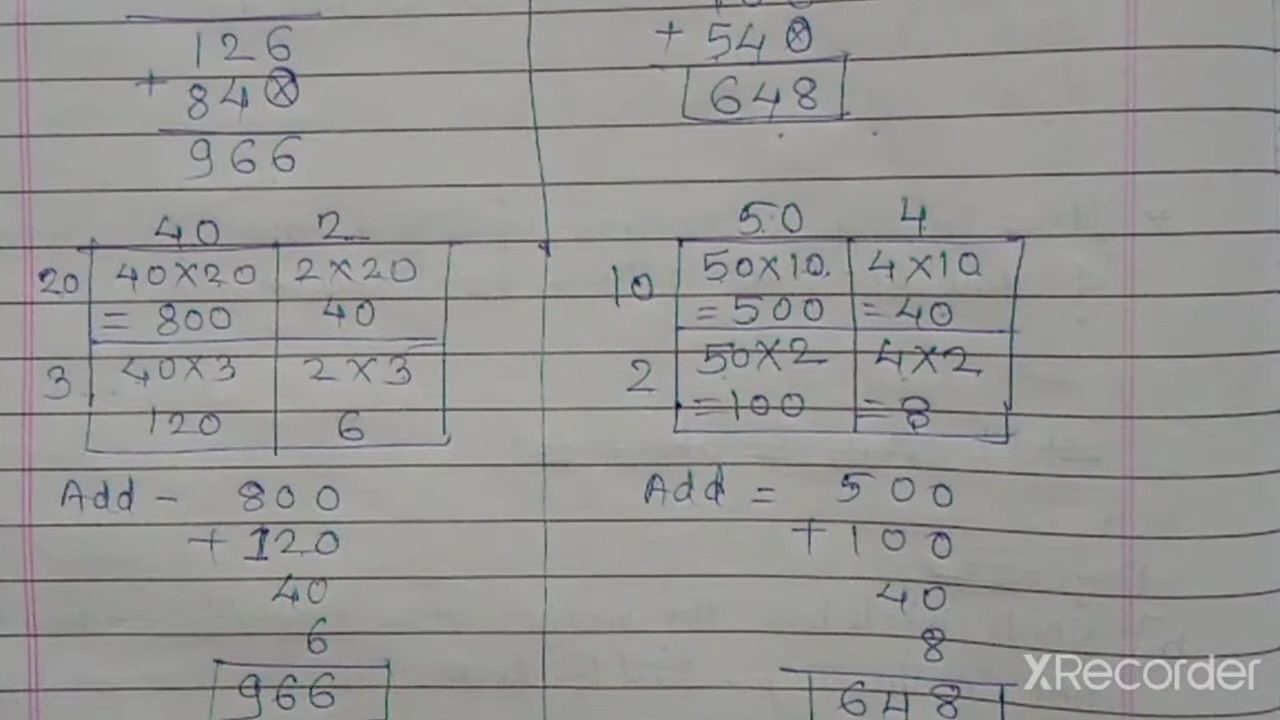 126
+ 84⊗
966
+ 54⊗
648
40 2
20 40×20 2×20
= 800 40
3 40×3 2×3
120 6
Add - 800
+ 120
40
6
966
50 4
10 50×10 4×10
= 500 = 40
2 50×2 4×2
= 100 = 8
Add = 500
+ 100
40
8
648
XRecorder